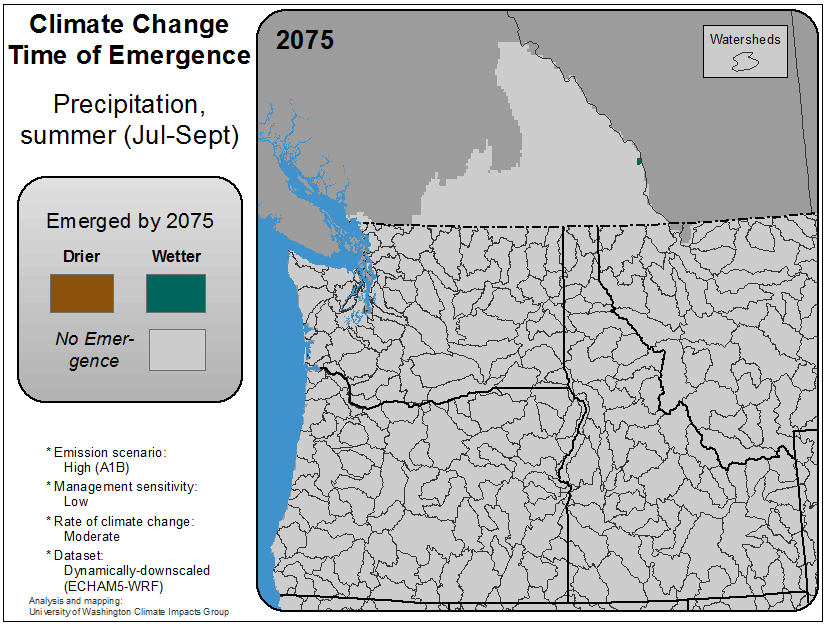 Climate Change
Time of Emergence
Precipitation,
summer (Jul-Sept)
Emerged by 2075
Drier
Wetter
No Emer-
gence
* Emission scenario:
High (A1B)
* Management sensitivity:
Low
* Rate of climate change:
Moderate
* Dataset:
Dynamically-downscaled
(ECHAM5-WRF)
Analysis and mapping:
University of Washington Climate Impacts Group
2075
Watersheds